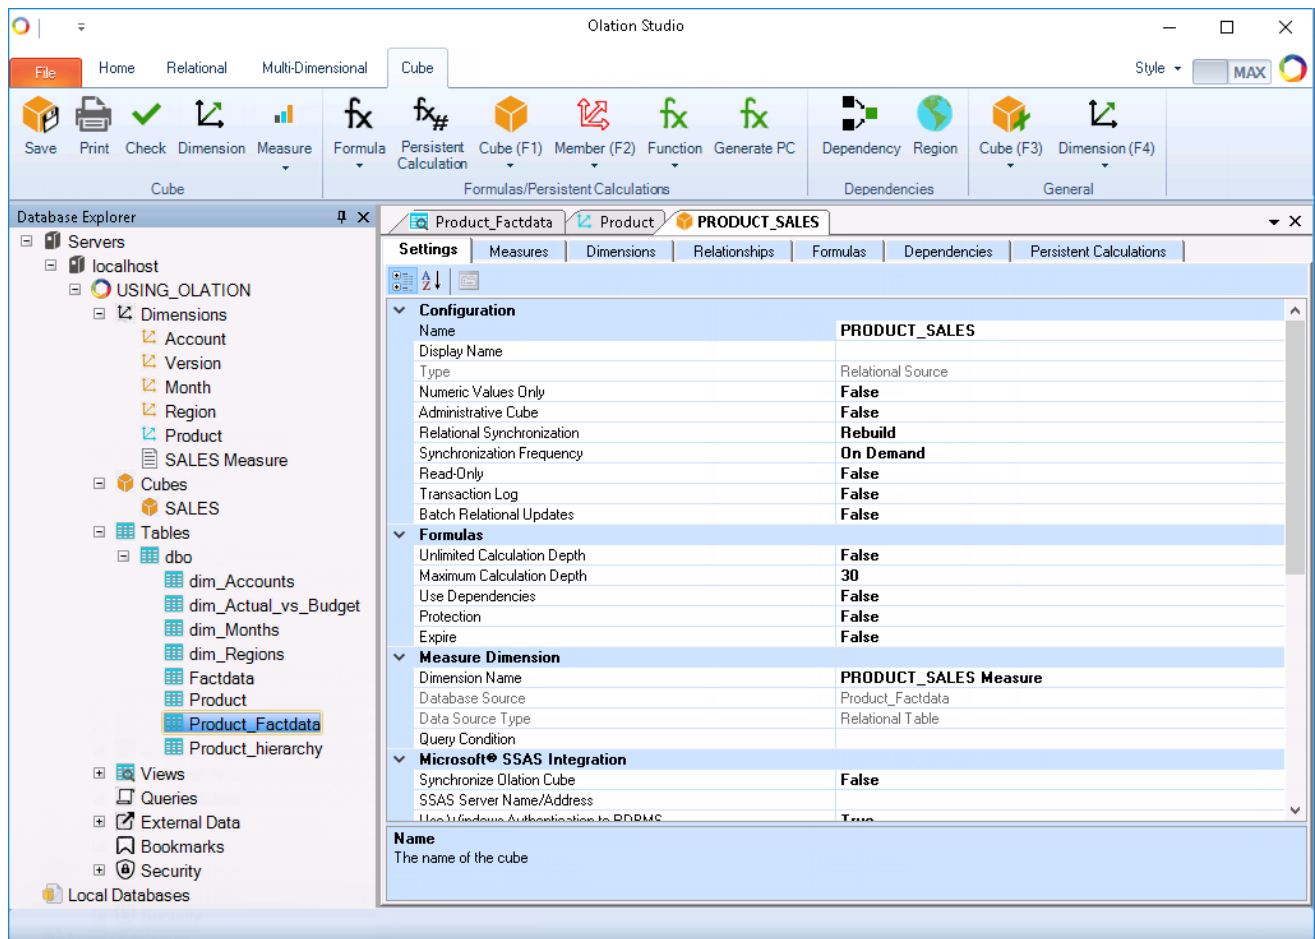 Olation Studio
File Home Relational Multi-Dimensional Cube Style MAX
Save Print Check Dimension Measure Formula Persistent Calculation Cube (F1) Member (F2) Function Generate PC Dependency Region Cube (F3) Dimension (F4)
Cube Formulas/Persistent Calculations Dependencies General
Database Explorer
Servers
localhost
USING_OLATION
Dimensions
Account
Version
Month
Region
Product
SALES Measure
Cubes
SALES
Tables
dbo
dim_Accounts
dim_Actual_vs_Budget
dim_Months
dim_Regions
Factdata
Product
Product_Factdata
Product_hierarchy
Views
Queries
External Data
Bookmarks
Security
Local Databases
Product_Factdata Product PRODUCT_SALES
Settings Measures Dimensions Relationships Formulas Dependencies Persistent Calculations
Configuration
Name PRODUCT_SALES
Display Name
Type Relational Source
Numeric Values Only False
Administrative Cube False
Relational Synchronization Rebuild
Synchronization Frequency On Demand
Read-Only False
Transaction Log False
Batch Relational Updates False
Formulas
Unlimited Calculation Depth False
Maximum Calculation Depth 30
Use Dependencies False
Protection False
Expire False
Measure Dimension
Dimension Name PRODUCT_SALES Measure
Database Source Product_Factdata
Data Source Type Relational Table
Query Condition
Microsoft® SSAS Integration
Synchronize Olation Cube False
SSAS Server Name/Address
Use Windows Authentication to RDBMS True
Name
The name of the cube